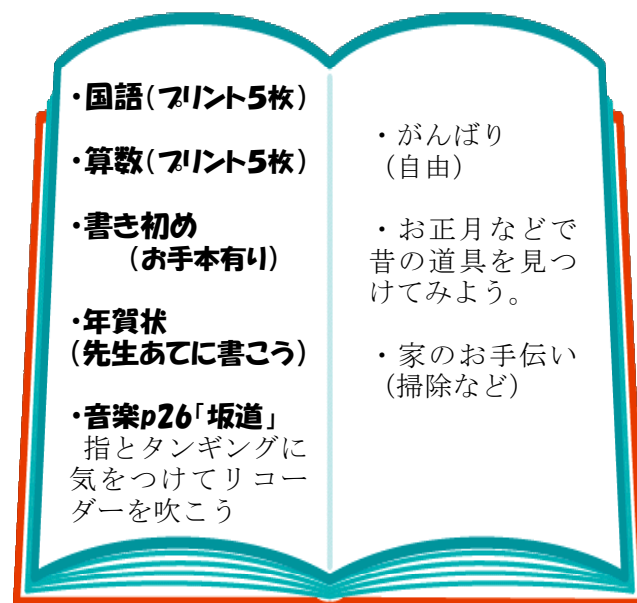 ・国語(プリント5枚)
・算数(プリント5枚)
・書き初め
(お手本有り)
・年賀状
(先生あてに書こう)
・音楽p26「坂道」
指とタンギングに
気をつけてリコー
ダーを吹こう
・がんばり
(自由)
・お正月などで
昔の道具を見つ
けてみよう。
・家のお手伝い
(掃除など)